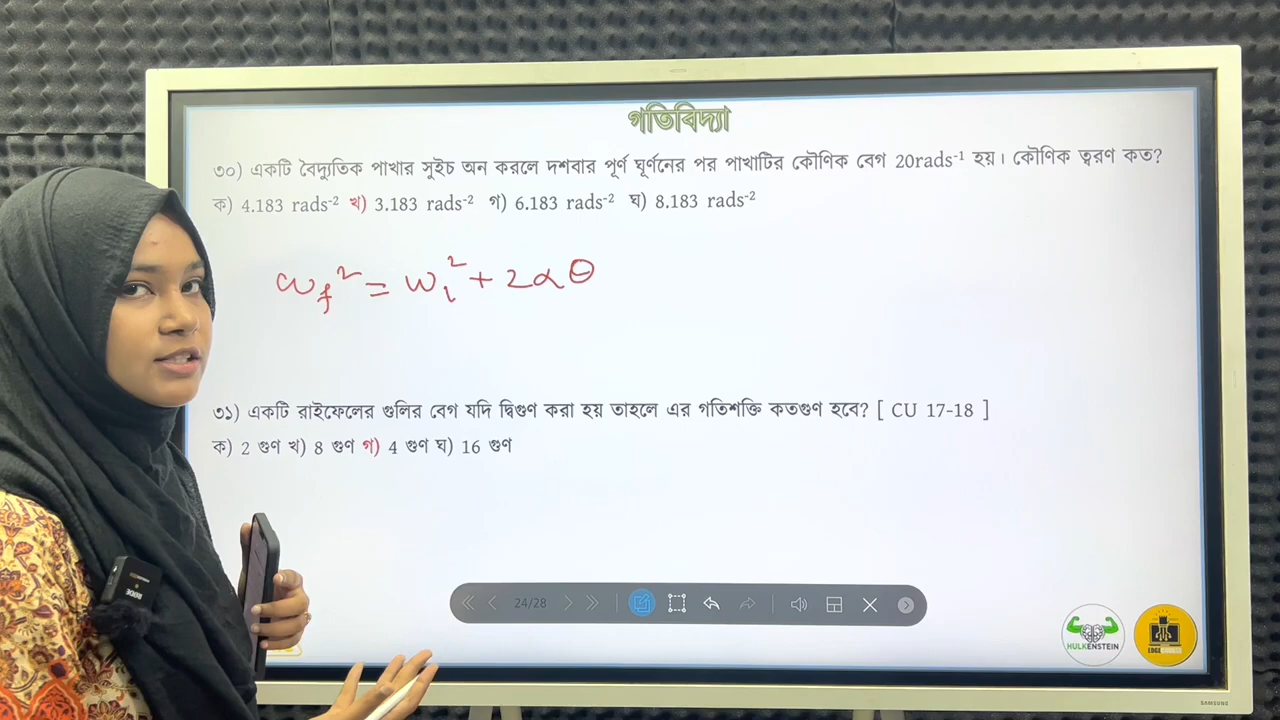 গতিবিদ্যা
৩০) একটি বৈদ্যুতিক পাখার সুইচ অন করলে দশবার পূর্ণ ঘূর্ণনের পর পাখাটির কৌণিক বেগ 20rads⁻¹ হয়। কৌণিক ত্বরণ কত?
ক) 4.183 rads⁻² খ) 3.183 rads⁻² গ) 6.183 rads⁻² ঘ) 8.183 rads⁻²
ω_f² = ω_i² + 2αθ
৩১) একটি রাইফেলের গুলির বেগ যদি দ্বিগুণ করা হয় তাহলে এর গতিশক্তি কতগুণ হবে? [ CU 17-18 ]
ক) 2 গুণ খ) 8 গুণ গ) 4 গুণ ঘ) 16 গুণ
24/28
HULKENSTEIN
SAMSUNG